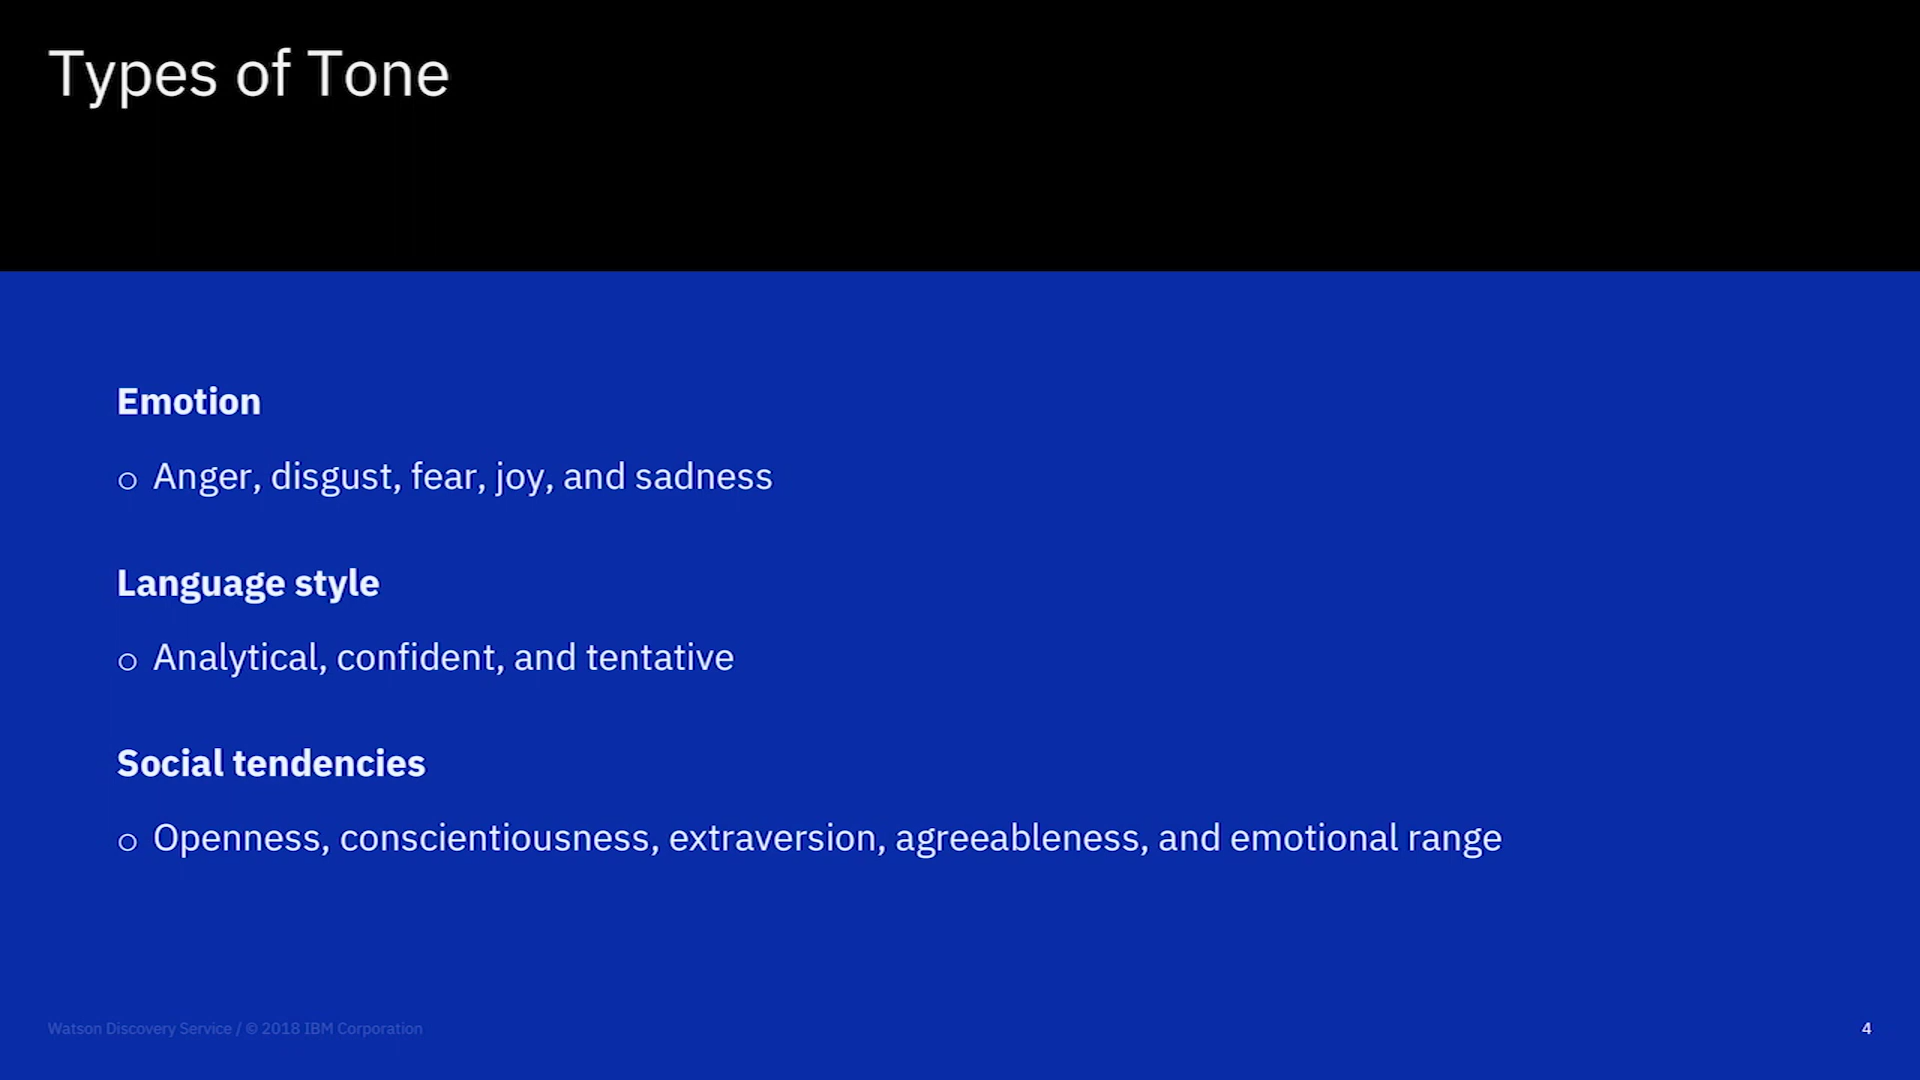 Types of Tone
Emotion
o Anger, disgust, fear, joy, and sadness
Language style
o Analytical, confident, and tentative
Social tendencies
o Openness, conscientiousness, extraversion, agreeableness, and emotional range
Watson Discovery Service / © 2018 IBM Corporation
4